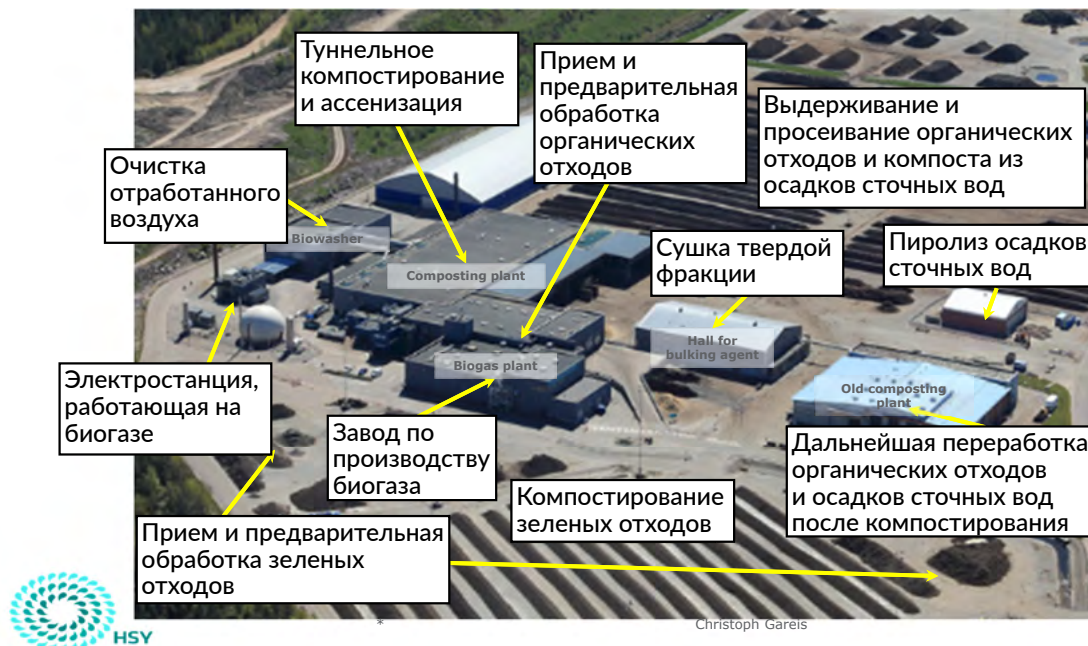 Туннельное
компостирование
и ассенизация
Прием и
предварительная
обработка
органических
отходов
Выдерживание и
просеивание органических
отходов и компоста из
осадков сточных вод
Очистка
отработанного
воздуха
Biowasher
Composting plant
Сушка твердой
фракции
Пиролиз осадков
сточных вод
Hall for
bulking agent
Biogas plant
Old composting
plant
Электростанция,
работающая на
биогазе
Завод по
производству
биогаза
Дальнейшая переработка
органических отходов
и осадков сточных вод
после компостирования
Компостирование
зеленых отходов
Прием и предварительная
обработка зеленых
отходов
HSY
*
Christoph Gareis